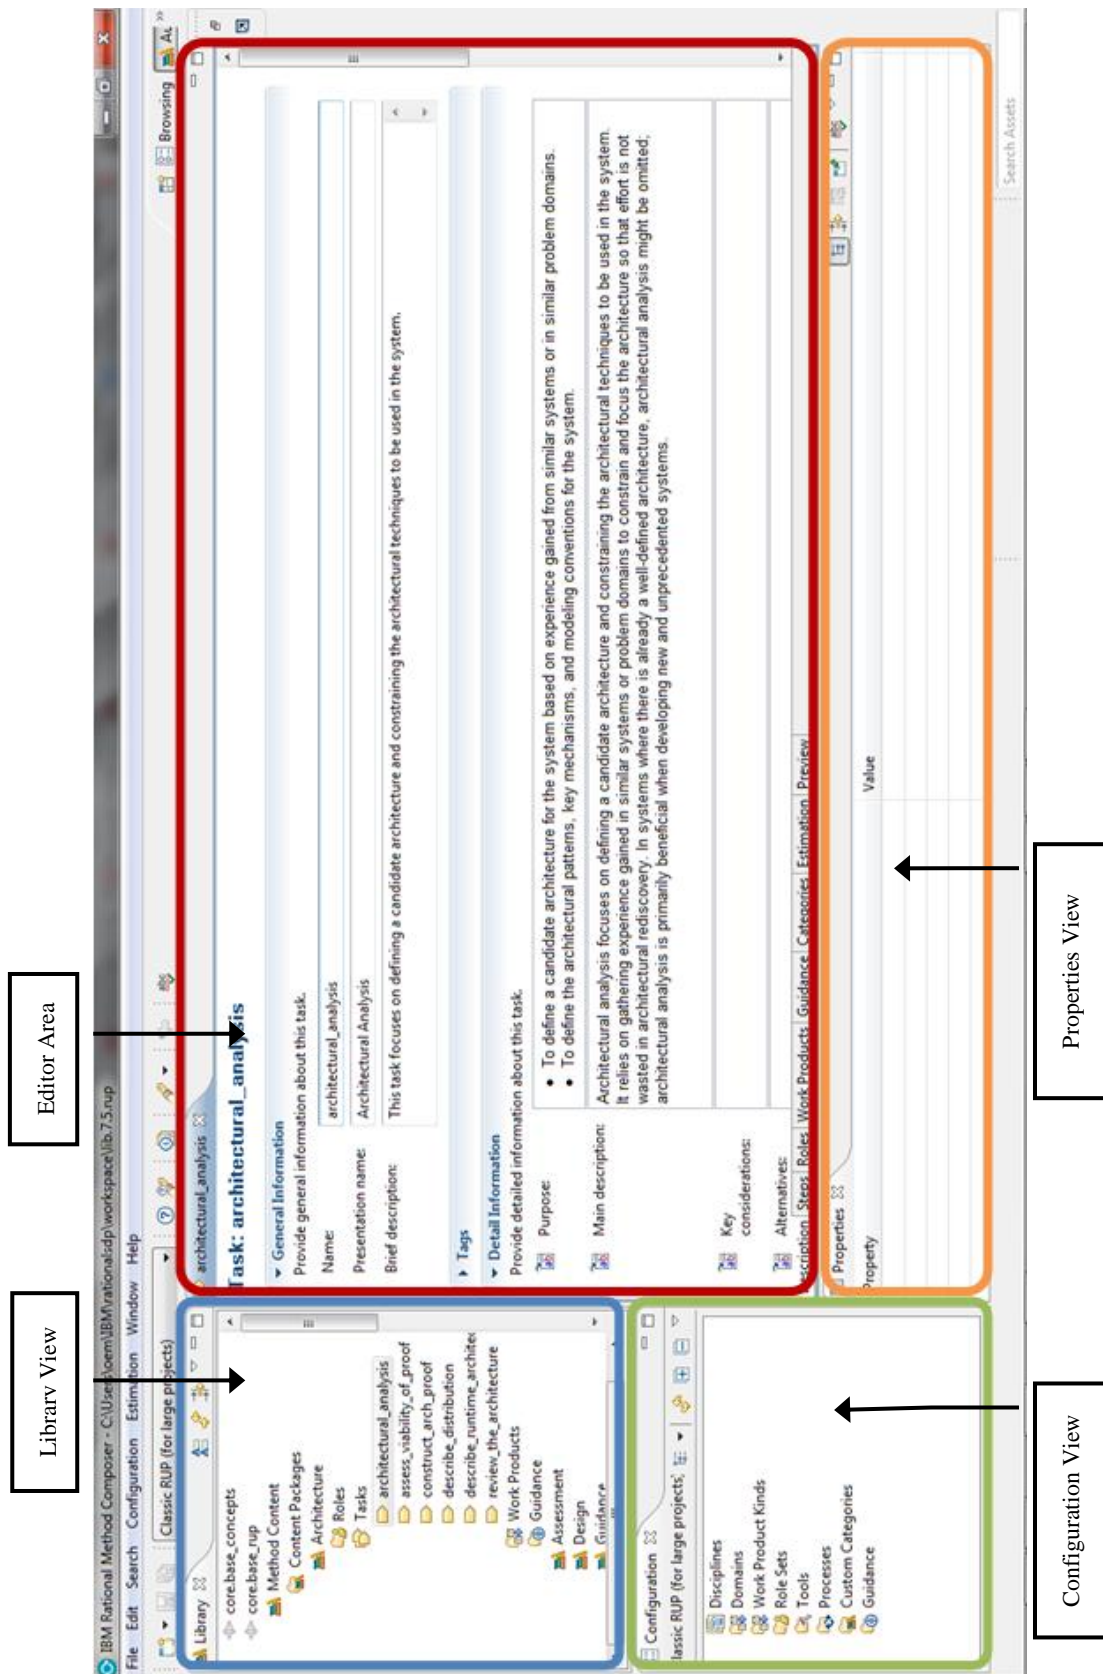 Editor Area
Library View
IBM Rational Method Composer - C:\Users\oem\IBM\rationalsdp\workspace\lib.7.5.rup
File Edit Search Configuration Estimation Window Help
Classic RUP (for large projects)
Browsing
Library
core.base_concepts
core.base_rup
Method Content
Content Packages
Architecture
Roles
Tasks
architectural_analysis
assess_viability_of_proof
construct_arch_proof
describe_distribution
describe_runtime_architec
review_the_architecture
Work Products
Guidance
Assessment
Design
Guidance
Configuration
lassic RUP (for large projects)
Disciplines
Domains
Work Product Kinds
Role Sets
Tools
Processes
Custom Categories
Guidance
architectural_analysis
Task: architectural_analysis
General Information
Provide general information about this task.
Name: architectural_analysis
Presentation name: Architectural Analysis
Brief description: This task focuses on defining a candidate architecture and constraining the architectural techniques to be used in the system.
Tags
Detail Information
Provide detailed information about this task.
Purpose: • To define a candidate architecture for the system based on experience gained from similar systems or in similar problem domains.
• To define the architectural patterns, key mechanisms, and modeling conventions for the system.
Main description: Architectural analysis focuses on defining a candidate architecture and constraining the architectural techniques to be used in the system.
It relies on gathering experience gained in similar systems or problem domains to constrain and focus the architecture so that effort is not
wasted in architectural rediscovery. In systems where there is already a well-defined architecture, architectural analysis might be omitted;
architectural analysis is primarily beneficial when developing new and unprecedented systems.
Key
considerations:
Alternatives:
escription Steps Roles Work Products Guidance Categories Estimation Preview
Properties
Property Value
Search Assets
Configuration View
Properties View